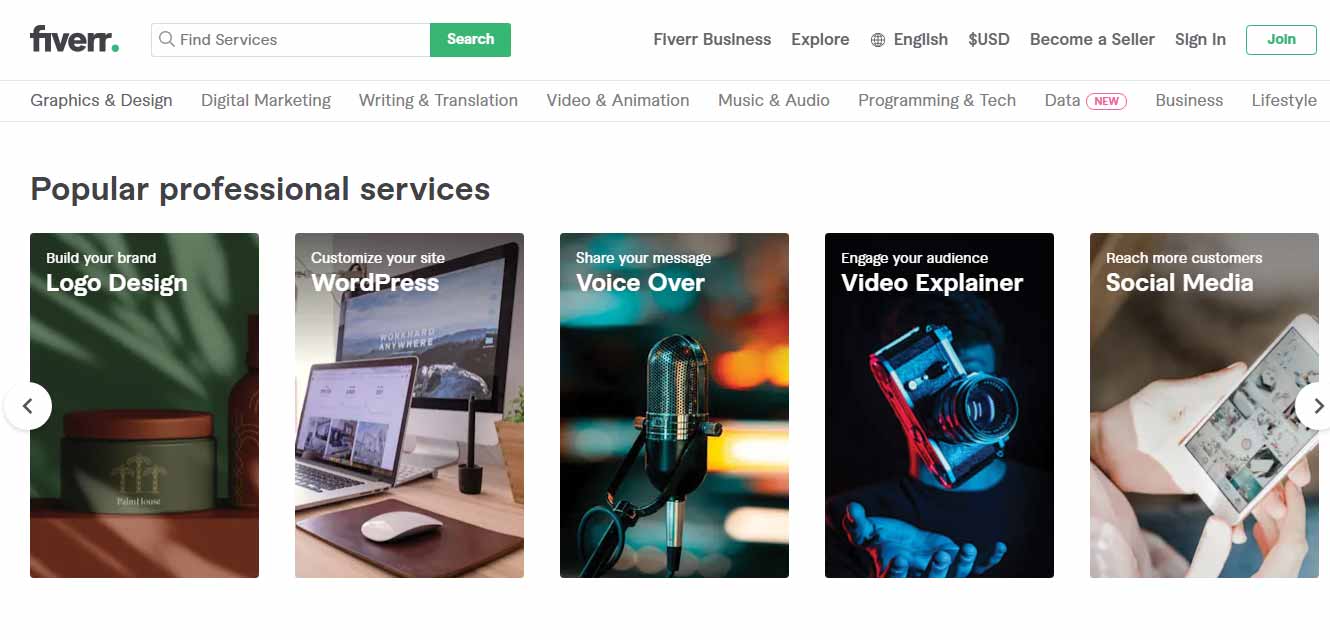 fiverr.
Find Services
Search
Fiverr Business
Explore
English
$USD
Become a Seller
Sign In
Join
Graphics & Design
Digital Marketing
Writing & Translation
Video & Animation
Music & Audio
Programming & Tech
Data NEW
Business
Lifestyle
Popular professional services
Build your brand
Logo Design
PalmHouse
Customize your site
WordPress
WORK HARD
ANYWHERE
Share your message
Voice Over
Engage your audience
Video Explainer
Reach more customers
Social Media